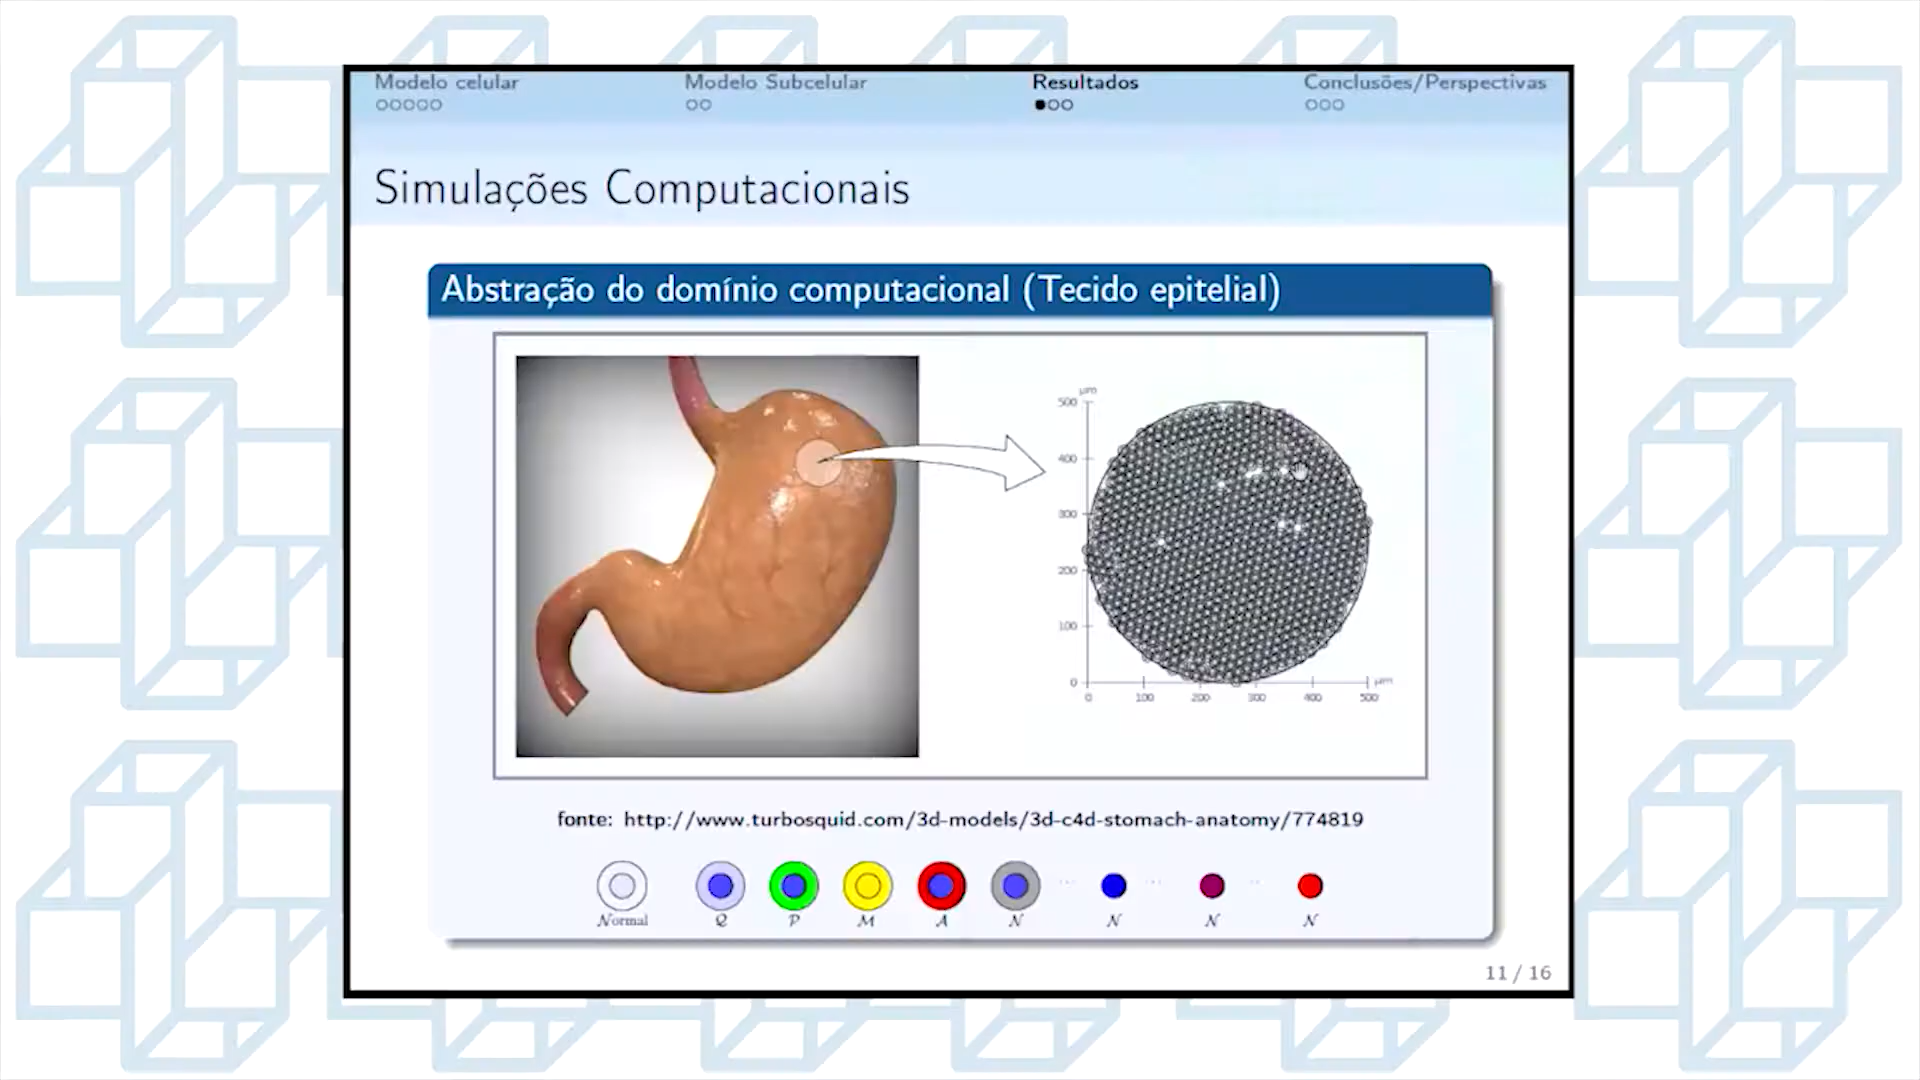 Modelo celular
Modelo Subcelular
Resultados
Conclusões/Perspectivas
Simulações Computacionais
Abstração do domínio computacional (Tecido epitelial)
μm
500
400
300
200
100
0
0 100 200 300 400 500 μm
fonte: http://www.turbosquid.com/3d-models/3d-c4d-stomach-anatomy/774819
Normal Q P M A N N N N
11 / 16